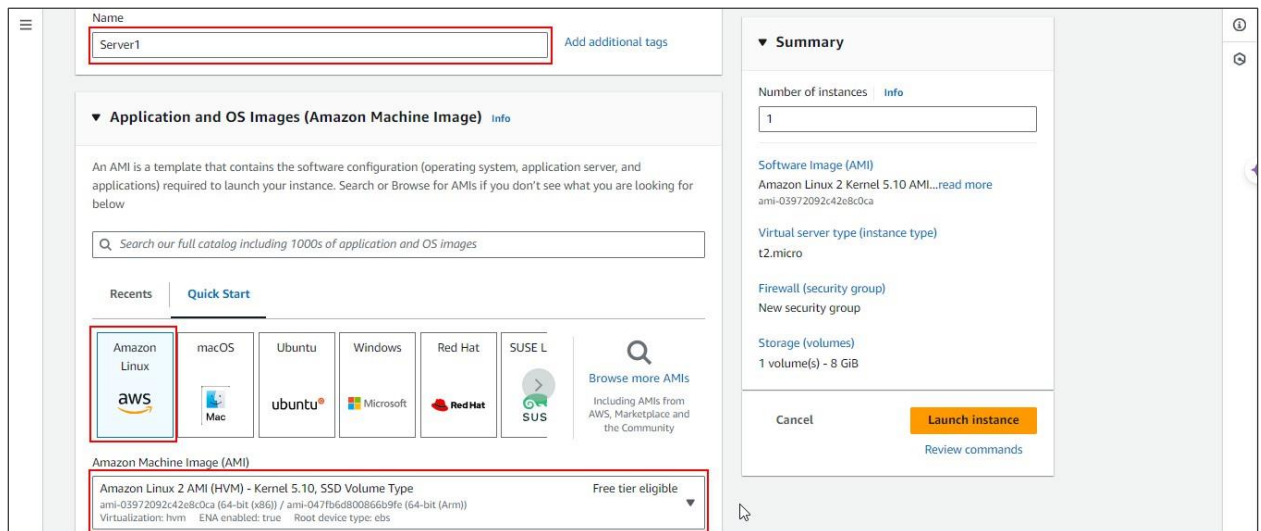 Name
Server1
Add additional tags
▼ Application and OS Images (Amazon Machine Image) Info
An AMI is a template that contains the software configuration (operating system, application server, and
applications) required to launch your instance. Search or Browse for AMIs if you don't see what you are looking for
below
Search our full catalog including 1000s of application and OS images
Recents
Quick Start
Amazon
Linux
aws
macOS
Mac
Ubuntu
ubuntu
Windows
Microsoft
Red Hat
Red Hat
SUSE L
SUS
Browse more AMIs
Including AMIs from
AWS, Marketplace and
the Community
Amazon Machine Image (AMI)
Amazon Linux 2 AMI (HVM) - Kernel 5.10, SSD Volume Type
Free tier eligible
ami-03972092c42e8c0ca (64-bit (x86)) / ami-047fb6d800866b9fe (64-bit (Arm))
Virtualization: hvm ENA enabled: true Root device type: ebs
▼ Summary
Number of instances Info
1
Software Image (AMI)
Amazon Linux 2 Kernel 5.10 AMI...read more
ami-03972092c42e8c0ca
Virtual server type (instance type)
t2.micro
Firewall (security group)
New security group
Storage (volumes)
1 volume(s) - 8 GiB
Cancel
Launch instance
Review commands